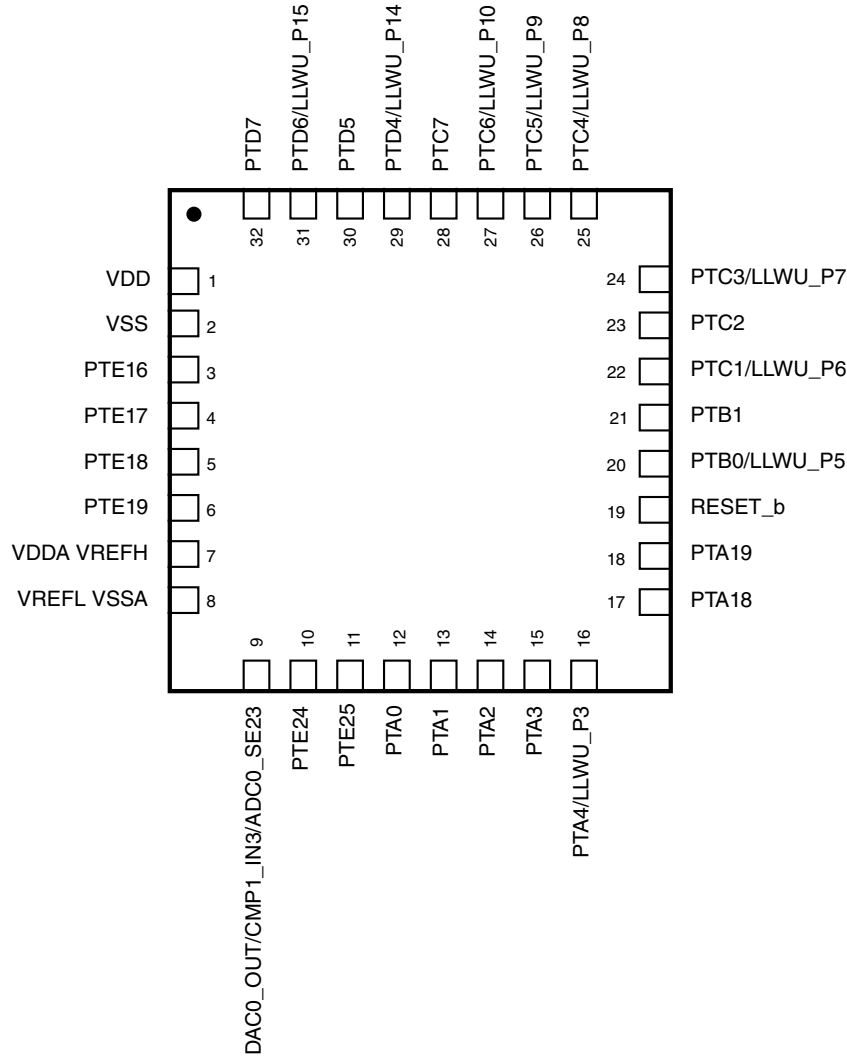 PTD7
PTD6/LLWU_P15
PTD5
PTD4/LLWU_P14
PTC7
PTC6/LLWU_P10
PTC5/LLWU_P9
PTC4/LLWU_P8
32
31
30
29
28
27
26
25
VDD 1
VSS 2
PTE16 3
PTE17 4
PTE18 5
PTE19 6
VDDA VREFH 7
VREFL VSSA 8
24 PTC3/LLWU_P7
23 PTC2
22 PTC1/LLWU_P6
21 PTB1
20 PTB0/LLWU_P5
19 RESET_b
18 PTA19
17 PTA18
9
10
11
12
13
14
15
16
DAC0_OUT/CMP1_IN3/ADC0_SE23
PTE24
PTE25
PTA0
PTA1
PTA2
PTA3
PTA4/LLWU_P3